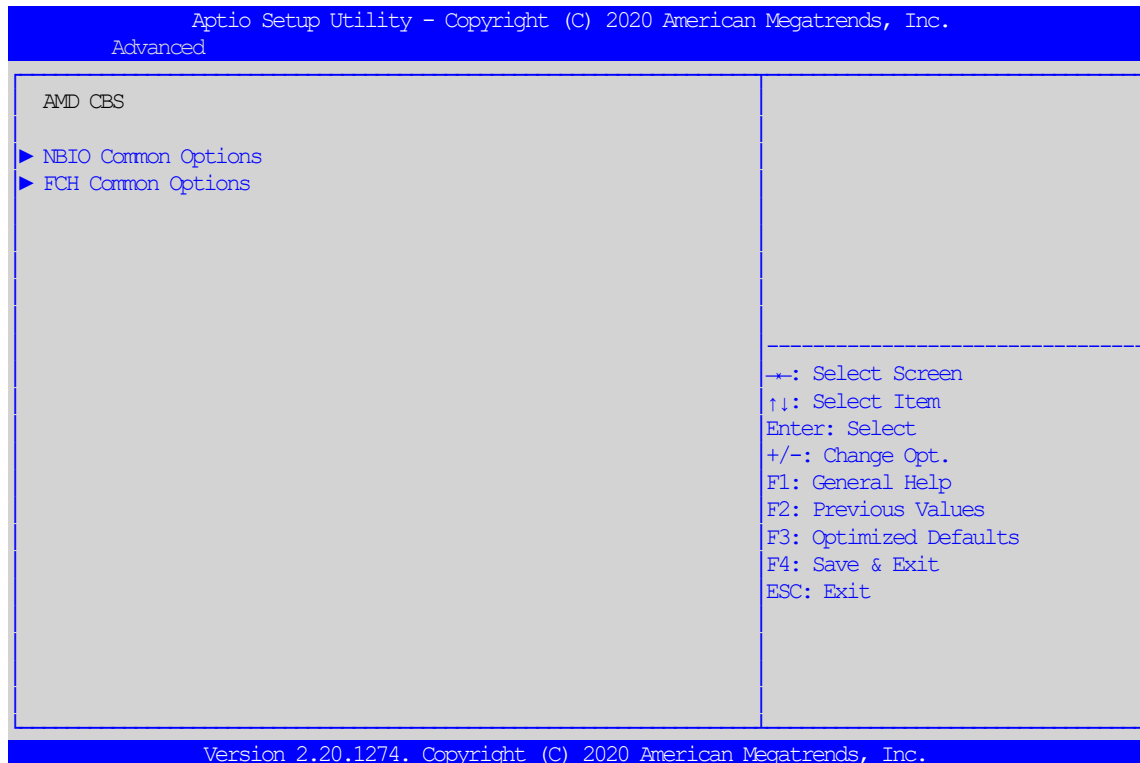 Aptio Setup Utility - Copyright (C) 2020 American Megatrends, Inc.
Advanced
AMD CBS
► NBIO Common Options
► FCH Common Options
→←: Select Screen
↑↓: Select Item
Enter: Select
+/-: Change Opt.
F1: General Help
F2: Previous Values
F3: Optimized Defaults
F4: Save & Exit
ESC: Exit
Version 2.20.1274. Copyright (C) 2020 American Megatrends, Inc.